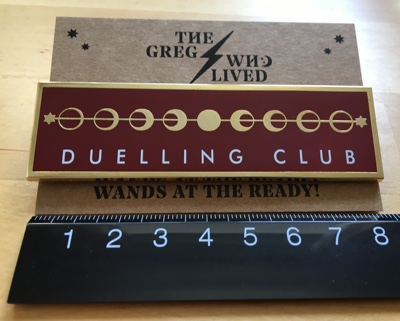 THE
GREG WHO
LIVED
DUELLING CLUB
WANDS AT THE READY!
1 2 3 4 5 6 7 8